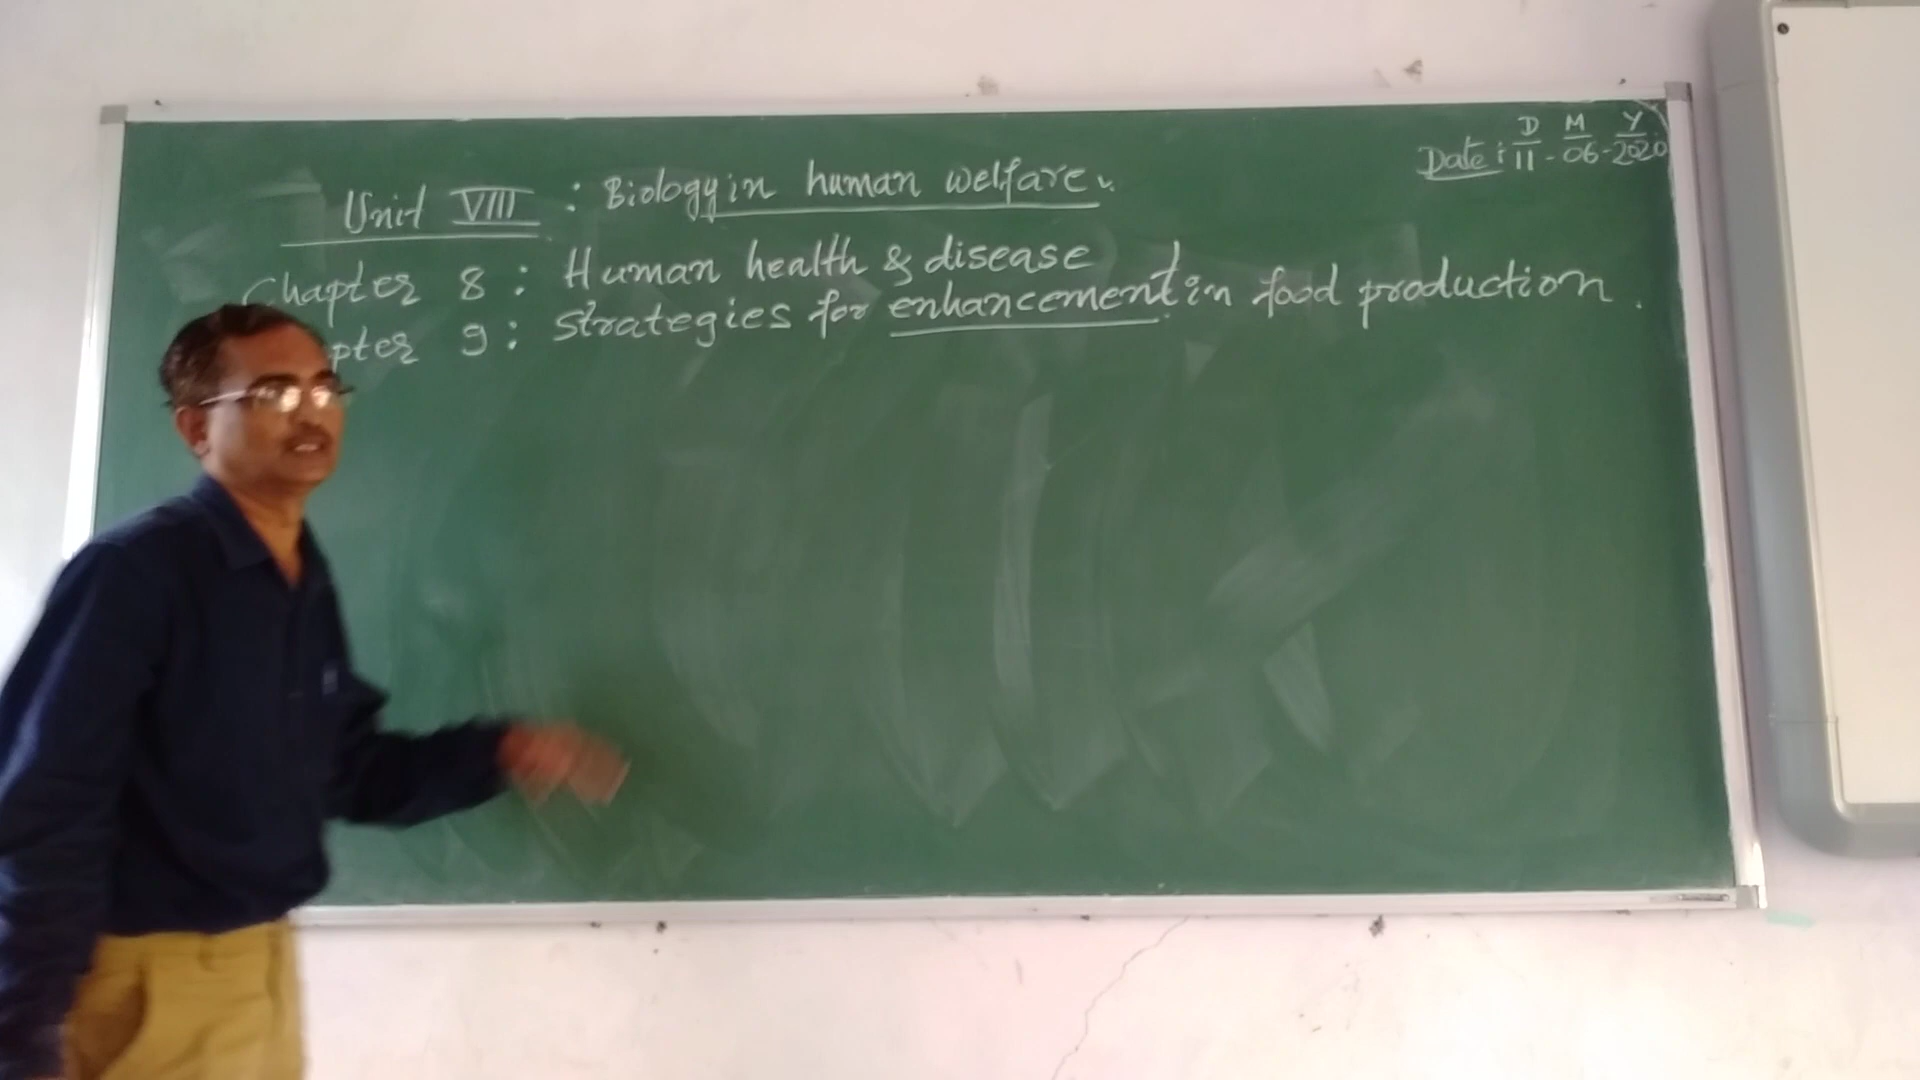 D M Y
Date : 11 - 06 - 2020
Unit VIII : Biology in human welfare.
Chapter 8 : Human health & disease
pter 9 : Strategies for enhancement in food production.